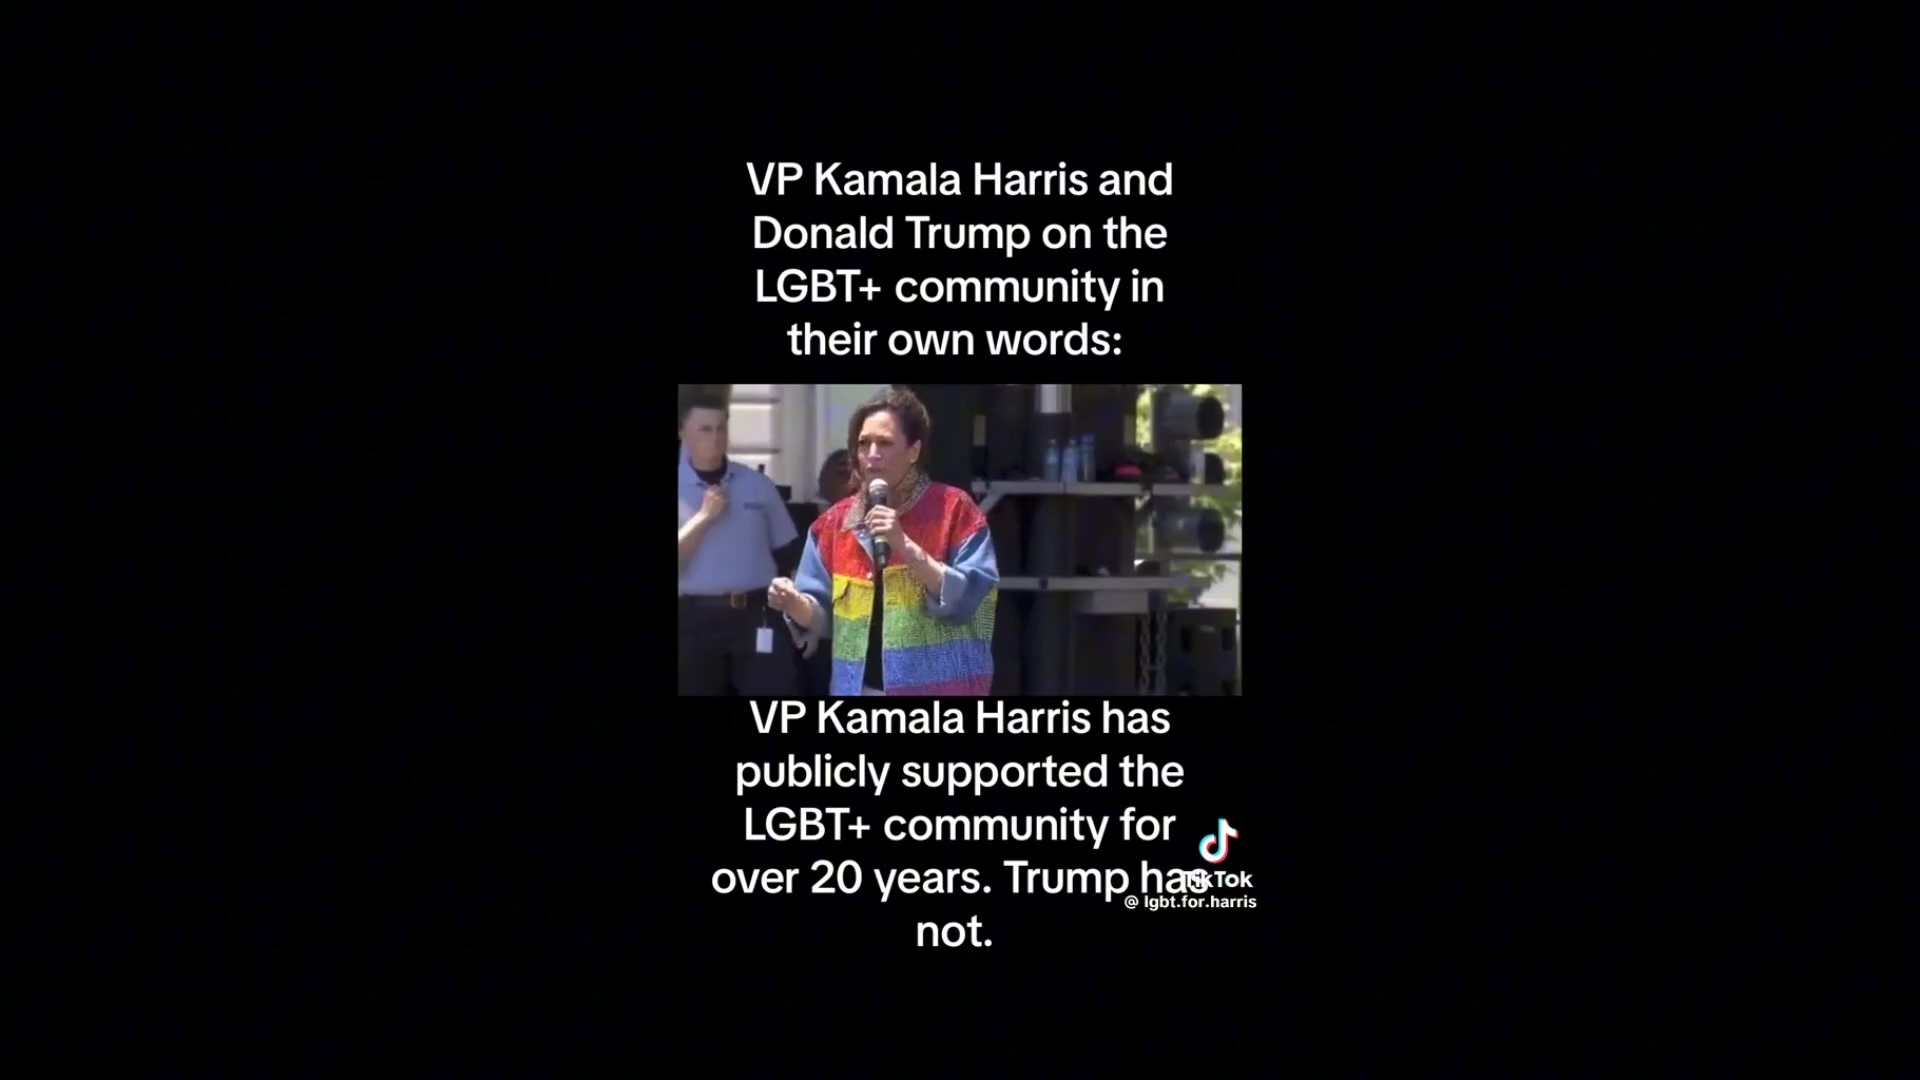 VP Kamala Harris and
Donald Trump on the
LGBT+ community in
their own words:
VP Kamala Harris has
publicly supported the
LGBT+ community for
over 20 years. Trump has
not.
TikTok
@ lgbt.for.harris